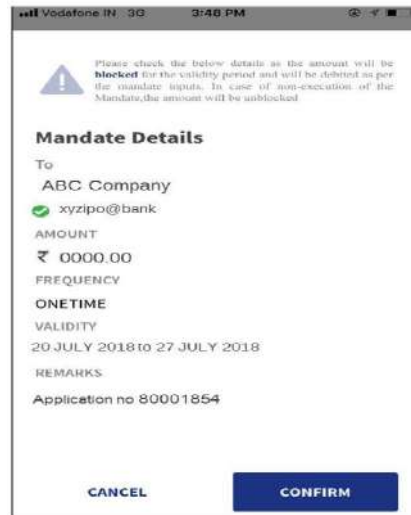 Vodafone IN 3G 3:48 PM
Please check the below details as the amount will be
blocked for the validity period and will be debited as per
the mandate inputs. In case of non-execution of the
Mandate,the amount will be unblocked
Mandate Details
To
ABC Company
xyzipo@bank
AMOUNT
₹ 0000.00
FREQUENCY
ONETIME
VALIDITY
20 JULY 2018 to 27 JULY 2018
REMARKS
Application no 80001854
CANCEL CONFIRM